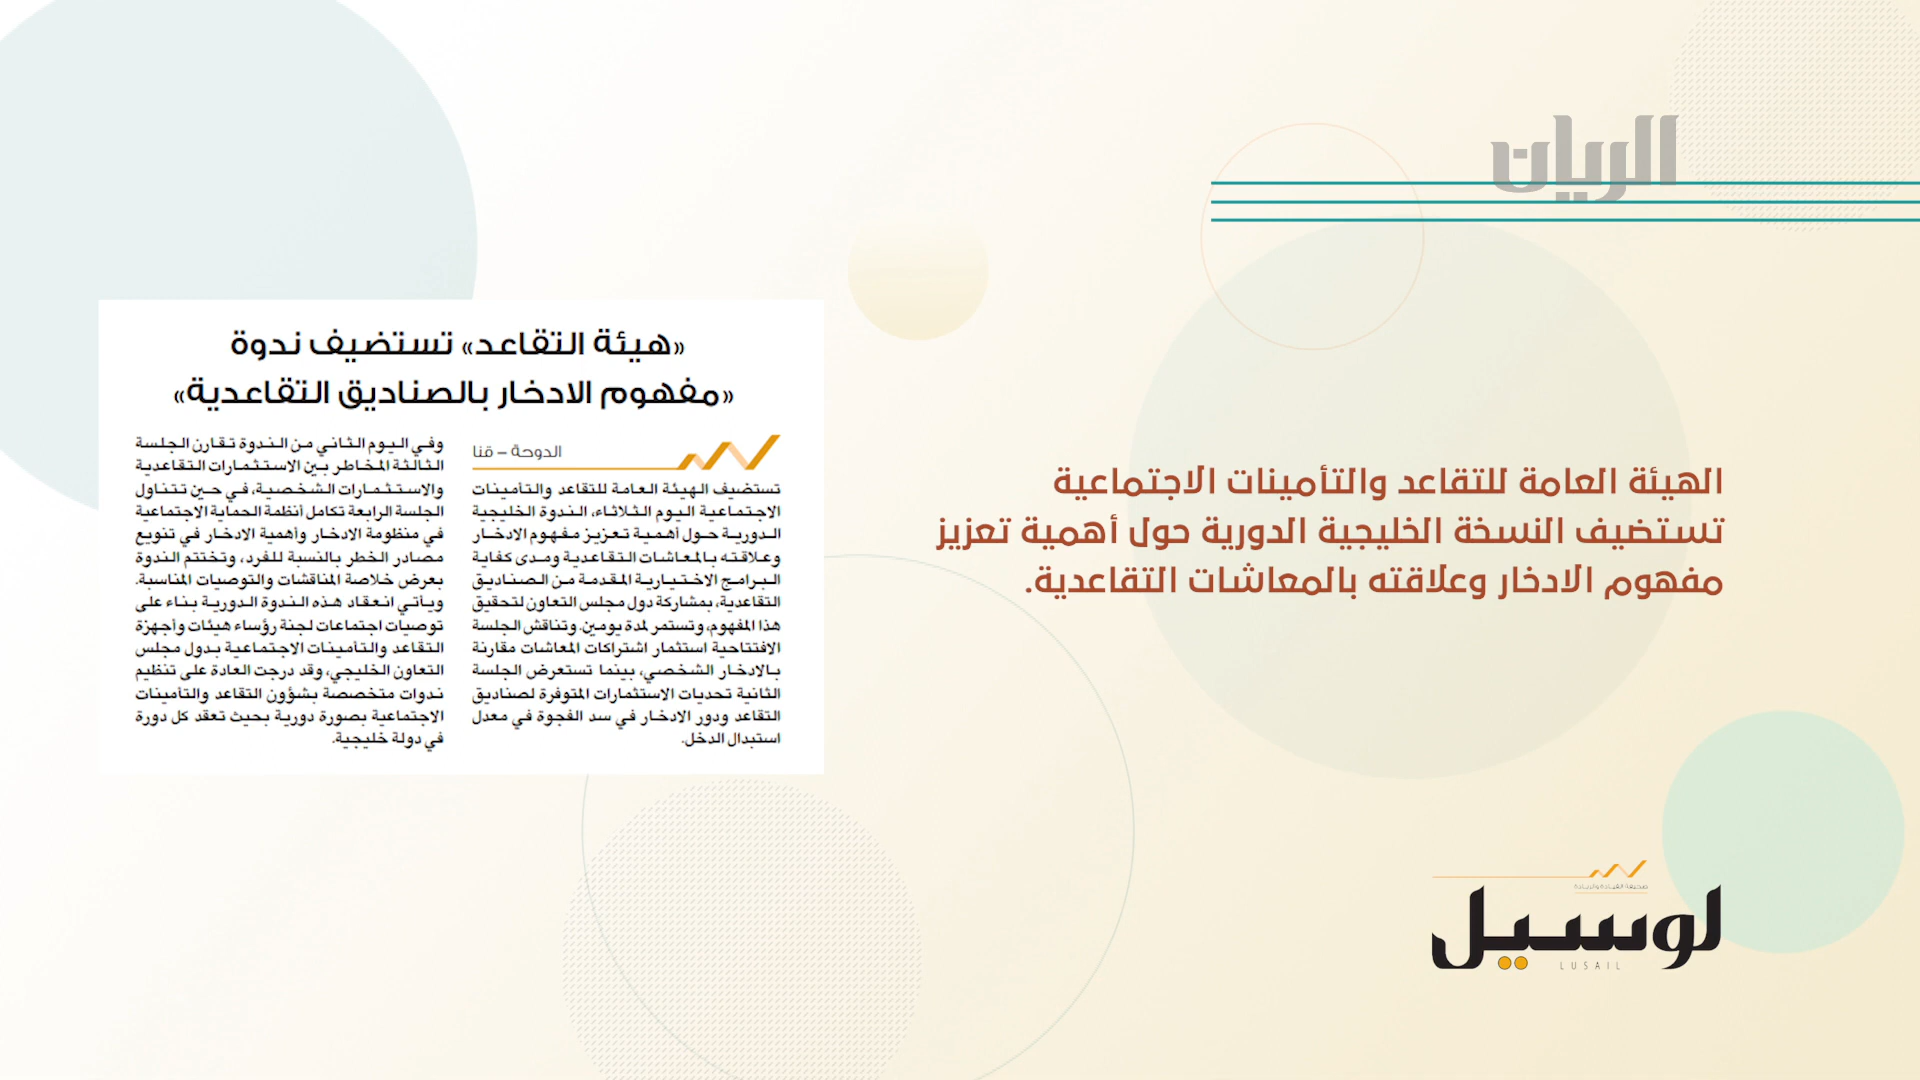 الريان
الهيئة العامة للتقاعد والتأمينات الاجتماعية
تستضيف النسخة الخليجية الدورية حول أهمية تعزيز
مفهوم الادخار وعلاقته بالمعاشات التقاعدية.
«هيئة التقاعد» تستضيف ندوة
«مفهوم الادخار بالصناديق التقاعدية»
الدوحة – قنا
تستضيف الهيئة العامة للتقاعد والتأمينات
الاجتماعية اليوم الثلاثاء، الندوة الخليجية
الدورية حول أهمية تعزيز مفهوم الادخار
وعلاقته بالمعاشات التقاعدية ومدى كفاية
البرامج الاختيارية المقدمة من الصناديق
التقاعدية، بمشاركة دول مجلس التعاون لتحقيق
هذا المفهوم، وتستمر لمدة يومين. وتناقش الجلسة
الافتتاحية استثمار اشتراكات المعاشات مقارنة
بالادخار الشخصي، بينما تستعرض الجلسة
الثانية تحديات الاستثمارات المتوفرة لصناديق
التقاعد ودور الادخار في سد الفجوة في معدل
استبدال الدخل.
وفي اليوم الثاني من الندوة تقارن الجلسة
الثالثة المخاطر بين الاستثمارات التقاعدية
والاستثمارات الشخصية، في حين تتناول
الجلسة الرابعة تكامل أنظمة الحماية الاجتماعية
في منظومة الادخار وأهمية الادخار في تنويع
مصادر الخطر بالنسبة للفرد، وتختتم الندوة
بعرض خلاصة المناقشات والتوصيات المناسبة.
ويأتي انعقاد هذه الندوة الدورية بناء على
توصيات اجتماعات لجنة رؤساء هيئات وأجهزة
التقاعد والتأمينات الاجتماعية بدول مجلس
التعاون الخليجي، وقد درجت العادة على تنظيم
ندوات متخصصة بشؤون التقاعد والتأمينات
الاجتماعية بصورة دورية بحيث تعقد كل دورة
في دولة خليجية.
لوسيل
LUSAIL